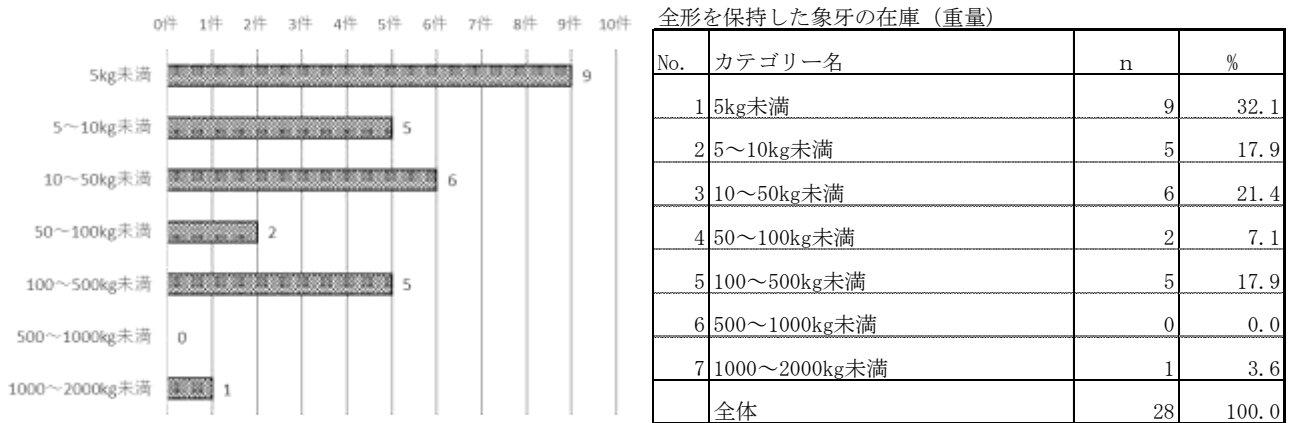 0件 1件 2件 3件 4件 5件 6件 7件 8件 9件 10件
5kg未満 9
5～10kg未満 5
10～50kg未満 6
50～100kg未満 2
100～500kg未満 5
500～1000kg未満 0
1000～2000kg未満 1
全形を保持した象牙の在庫（重量）
No. カテゴリー名 n %
1 5kg未満 9 32.1
2 5～10kg未満 5 17.9
3 10～50kg未満 6 21.4
4 50～100kg未満 2 7.1
5 100～500kg未満 5 17.9
6 500～1000kg未満 0 0.0
7 1000～2000kg未満 1 3.6
全体 28 100.0